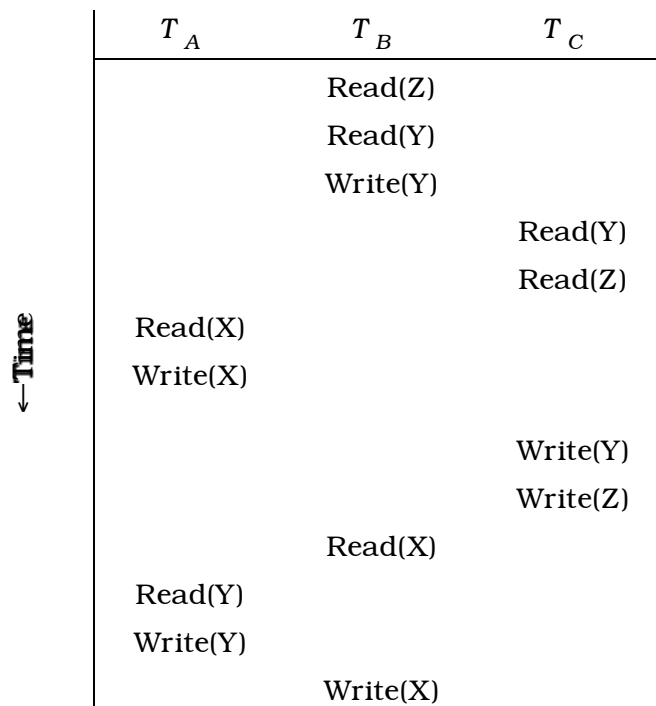 T_A T_B T_C
Read(Z)
Read(Y)
Write(Y)
Read(Y)
Read(Z)
←Time
Read(X)
Write(X)
Write(Y)
Write(Z)
Read(X)
Read(Y)
Write(Y)
Write(X)